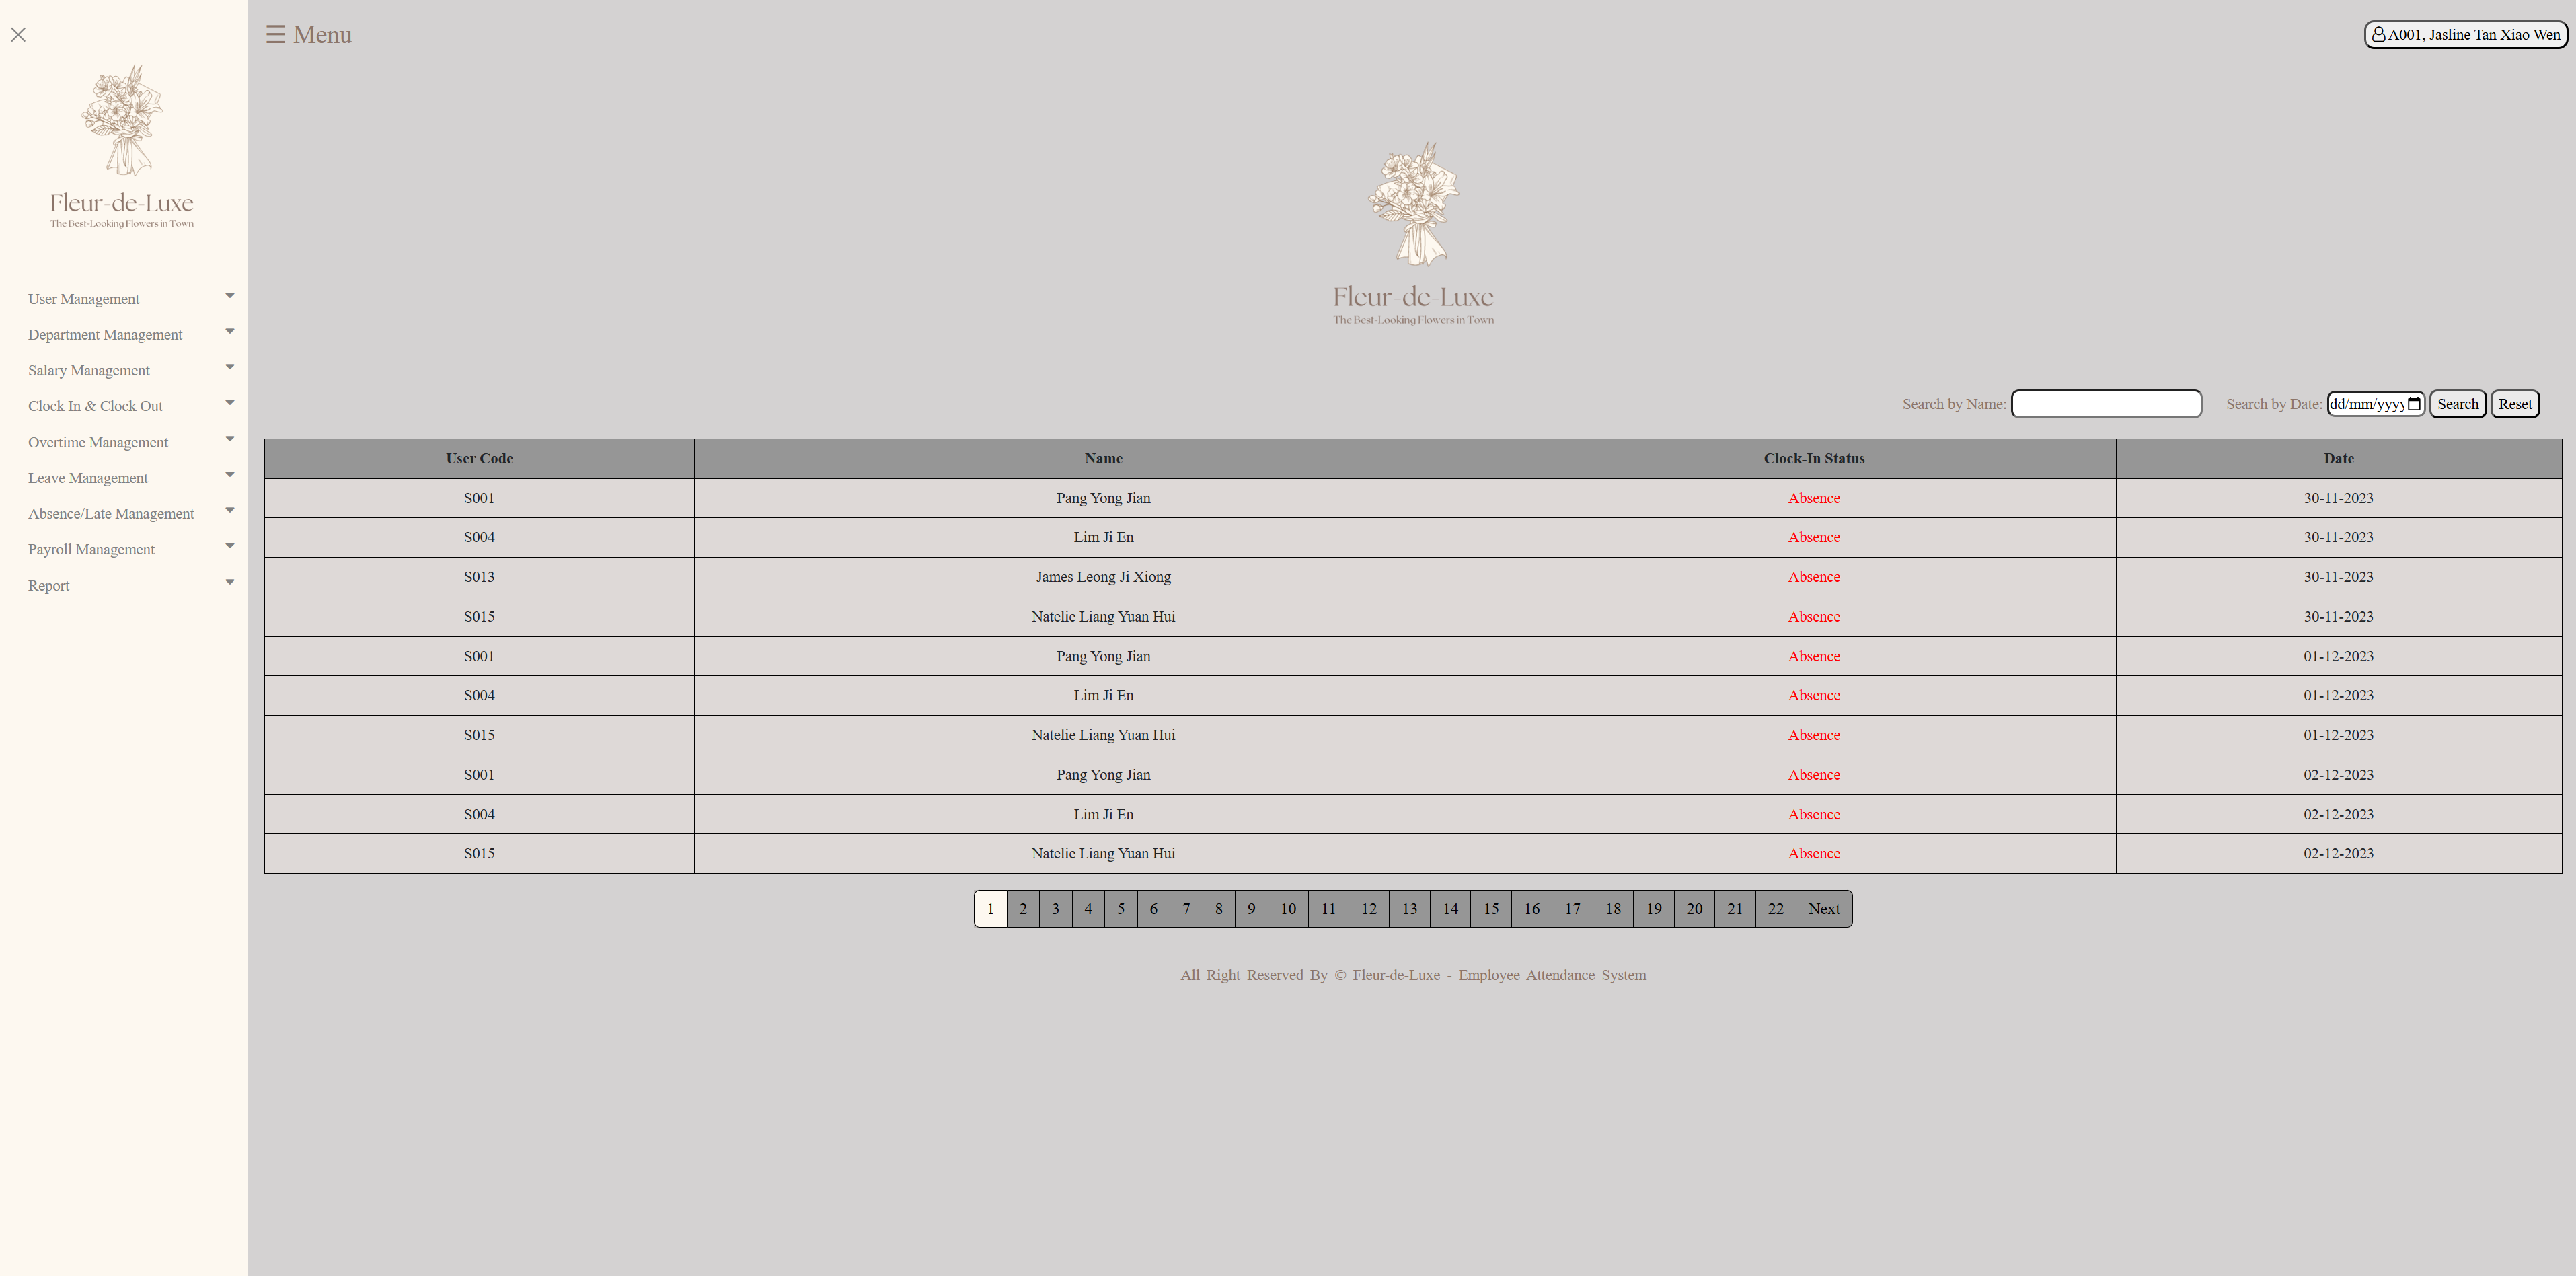 ☰ Menu
A001, Jasline Tan Xiao Wen
Fleur-de-Luxe
The Best-Looking Flowers in Town
User Management
Department Management
Salary Management
Clock In & Clock Out
Overtime Management
Leave Management
Absence/Late Management
Payroll Management
Report
Fleur-de-Luxe
The Best-Looking Flowers in Town
Search by Name: Search by Date: dd/mm/yyyy Search Reset
User Code Name Clock-In Status Date
S001 Pang Yong Jian Absence 30-11-2023
S004 Lim Ji En Absence 30-11-2023
S013 James Leong Ji Xiong Absence 30-11-2023
S015 Natelie Liang Yuan Hui Absence 30-11-2023
S001 Pang Yong Jian Absence 01-12-2023
S004 Lim Ji En Absence 01-12-2023
S015 Natelie Liang Yuan Hui Absence 01-12-2023
S001 Pang Yong Jian Absence 02-12-2023
S004 Lim Ji En Absence 02-12-2023
S015 Natelie Liang Yuan Hui Absence 02-12-2023
1 2 3 4 5 6 7 8 9 10 11 12 13 14 15 16 17 18 19 20 21 22 Next
All Right Reserved By © Fleur-de-Luxe - Employee Attendance System